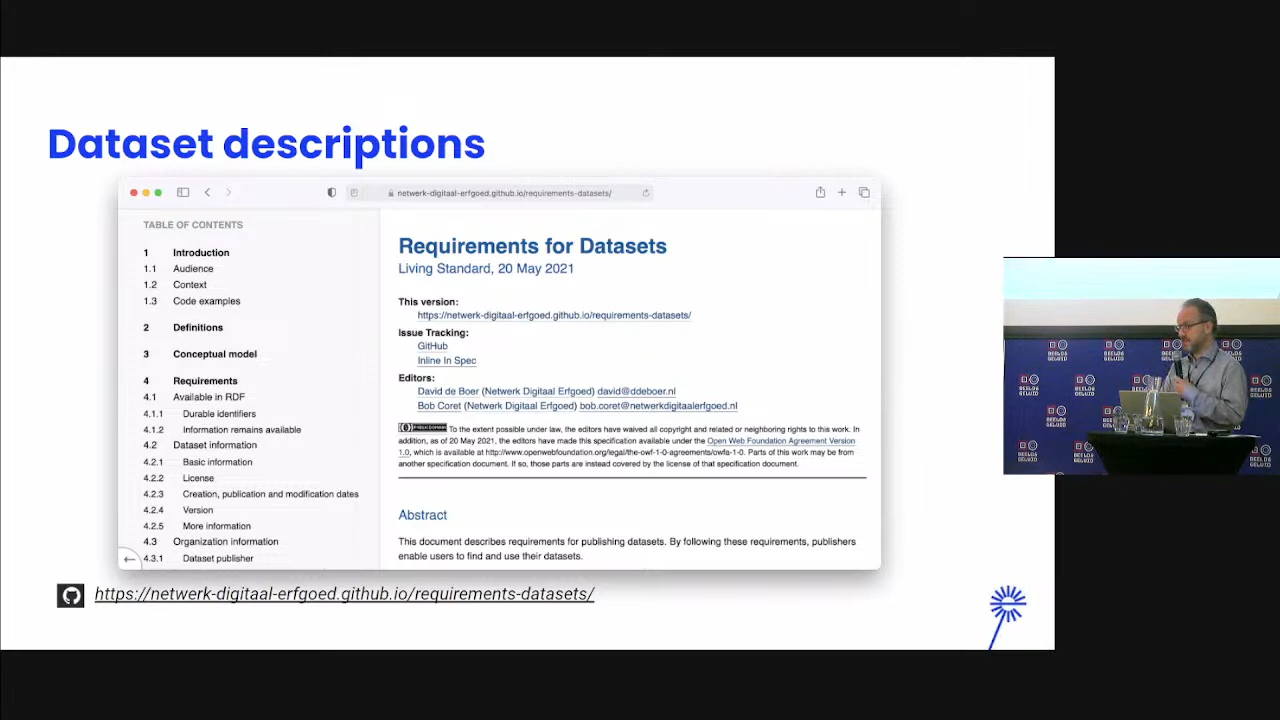 Dataset descriptions
netwerk-digitaal-erfgoed.github.io/requirements-datasets/
TABLE OF CONTENTS
1 Introduction
1.1 Audience
1.2 Context
1.3 Code examples
2 Definitions
3 Conceptual model
4 Requirements
4.1 Available in RDF
4.1.1 Durable identifiers
4.1.2 Information remains available
4.2 Dataset information
4.2.1 Basic information
4.2.2 License
4.2.3 Creation, publication and modification dates
4.2.4 Version
4.2.5 More information
4.3 Organization information
4.3.1 Dataset publisher
Requirements for Datasets
Living Standard, 20 May 2021
This version:
https://netwerk-digitaal-erfgoed.github.io/requirements-datasets/
Issue Tracking:
GitHub
Inline In Spec
Editors:
David de Boer (Netwerk Digitaal Erfgoed) david@ddeboer.nl
Bob Coret (Netwerk Digitaal Erfgoed) bob.coret@netwerkdigitaalerfgoed.nl
To the extent possible under law, the editors have waived all copyright and related or neighboring rights to this work. In
addition, as of 20 May 2021, the editors have made this specification available under the Open Web Foundation Agreement Version
1.0, which is available at http://www.openwebfoundation.org/legal/the-owf-1-0-agreements/owfa-1-0. Parts of this work may be from
another specification document. If so, those parts are instead covered by the license of that specification document.
Abstract
This document describes requirements for publishing datasets. By following these requirements, publishers
enable users to find and use their datasets.
https://netwerk-digitaal-erfgoed.github.io/requirements-datasets/
BEELD&
GELUID